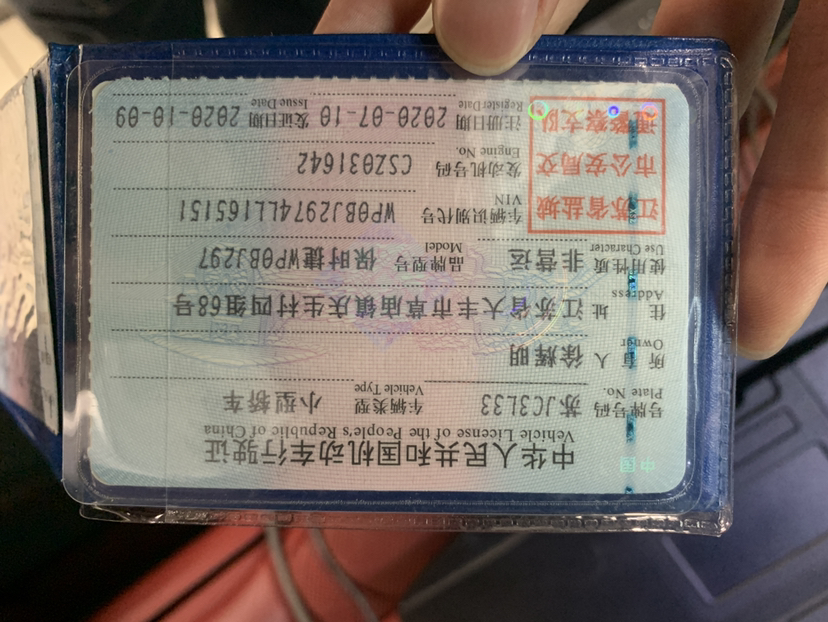 中华人民共和国机动车行驶证
Vehicle License of the People's Republic of China
号牌号码 苏JC3L33 车辆类型 小型轿车
Plate No. Vehicle Type
所有人 徐辉明
Owner
住址 江苏省大丰市草庙镇庆生村四组68号
Address
使用性质 非营运 品牌型号 保时捷WP0BJ297
Use Character Model
江苏省盐城
市公安局交
通警察支队
车辆识别代号 WP0BJ2974LL165151
VIN
发动机号码 CSZ031642
Engine No.
注册日期 2020-07-10 发证日期 2020-10-09
Register Date Issue Date
中国